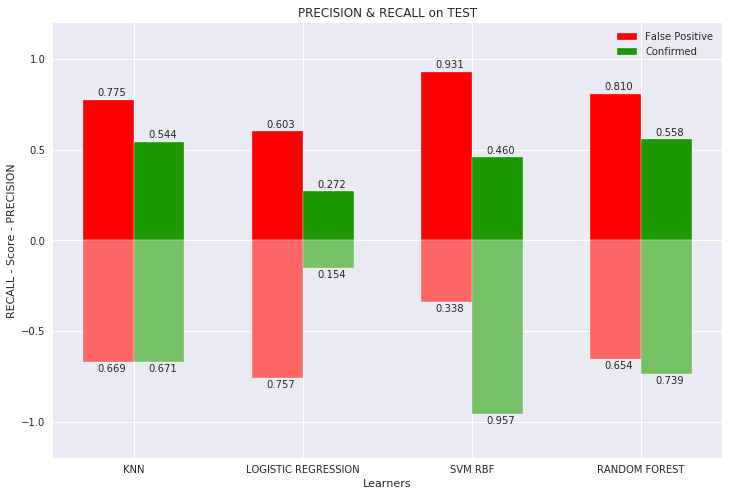 PRECISION & RECALL on TEST
False Positive
Confirmed
1.0
0.5
0.0
−0.5
−1.0
RECALL - Score - PRECISION
0.775
0.544
0.603
0.272
0.931
0.460
0.810
0.558
0.669
0.671
0.757
0.154
0.338
0.957
0.654
0.739
KNN
LOGISTIC REGRESSION
SVM RBF
RANDOM FOREST
Learners